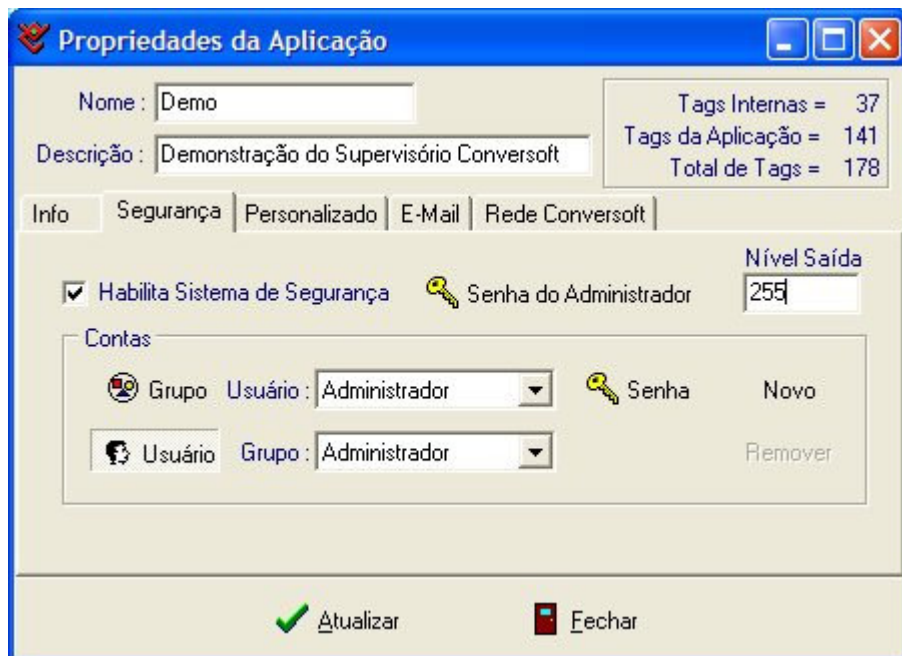 Propriedades da Aplicação
Nome : Demo
Descrição : Demonstração do Supervisório Conversoft
Tags Internas = 37
Tags da Aplicação = 141
Total de Tags = 178
Info Segurança Personalizado E-Mail Rede Conversoft
Habilita Sistema de Segurança Senha do Administrador
Nível Saída
255
Contas
Grupo Usuário : Administrador Senha Novo
Usuário Grupo : Administrador Remover
Atualizar Fechar